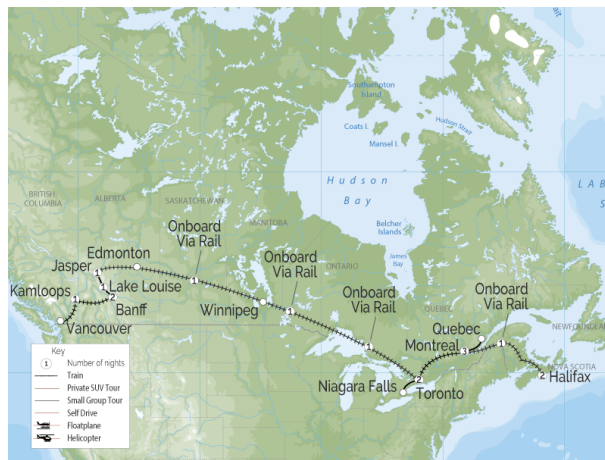 Southampton
Island
Coats I.
Mansel I.
Hudson Strait
Hudson
Bay
LAB
S
BRITISH
COLUMBIA
ALBERTA
SASKATCHEWAN
MANITOBA
ONTARIO
QUEBEC
NEWFOUNDLAN
NOVA SCOTIA
Belcher
Islands
James
Bay
Onboard
Via Rail
1
Onboard
Via Rail
1
Onboard
Via Rail
1
Onboard
Via Rail
1
Edmonton
Jasper
1
1
Lake Louise
Kamloops
1
2
Banff
Vancouver
Winnipeg
Quebec
Montreal
3
Niagara Falls
2
Toronto
2
Halifax
Key
1 Number of nights
Train
Private SUV Tour
Small Group Tour
Self Drive
Floatplane
Helicopter